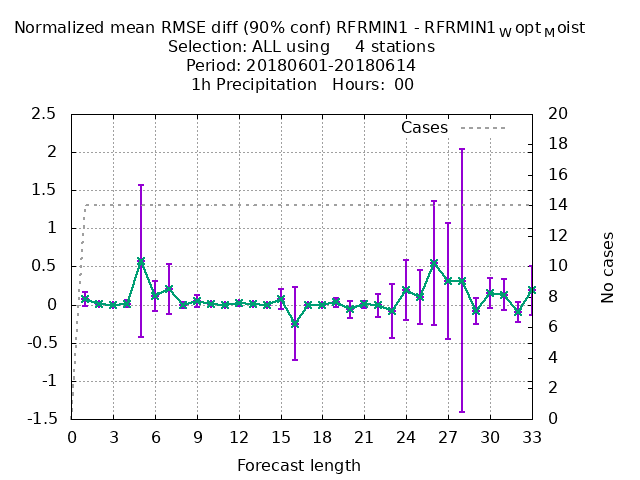 Normalized mean RMSE diff (90% conf) RFRMIN1 - RFRMIN1WoptMoist
Selection: ALL using 4 stations
Period: 20180601-20180614
1h Precipitation Hours: 00
Cases
2.5
2
1.5
1
0.5
0
-0.5
-1
-1.5
20
18
16
14
12
10
8
6
4
2
0
No cases
0 3 6 9 12 15 18 21 24 27 30 33
Forecast length